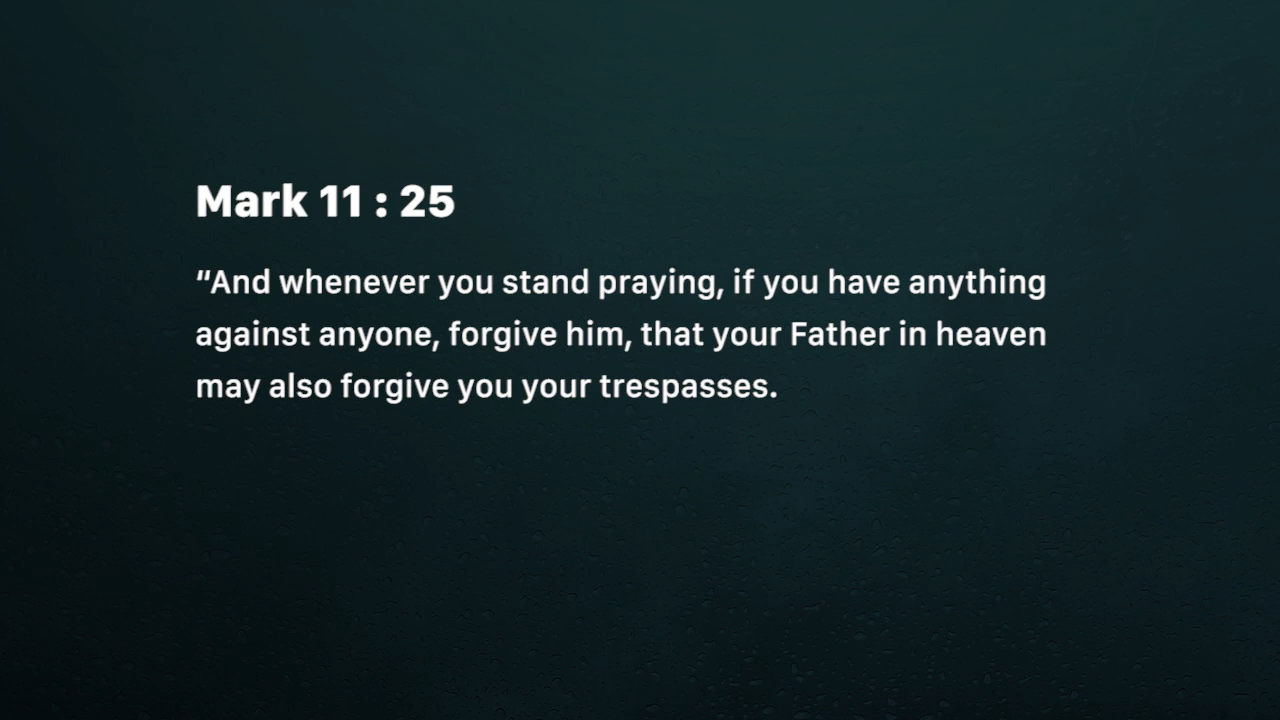 Mark 11 : 25
"And whenever you stand praying, if you have anything
against anyone, forgive him, that your Father in heaven
may also forgive you your trespasses.